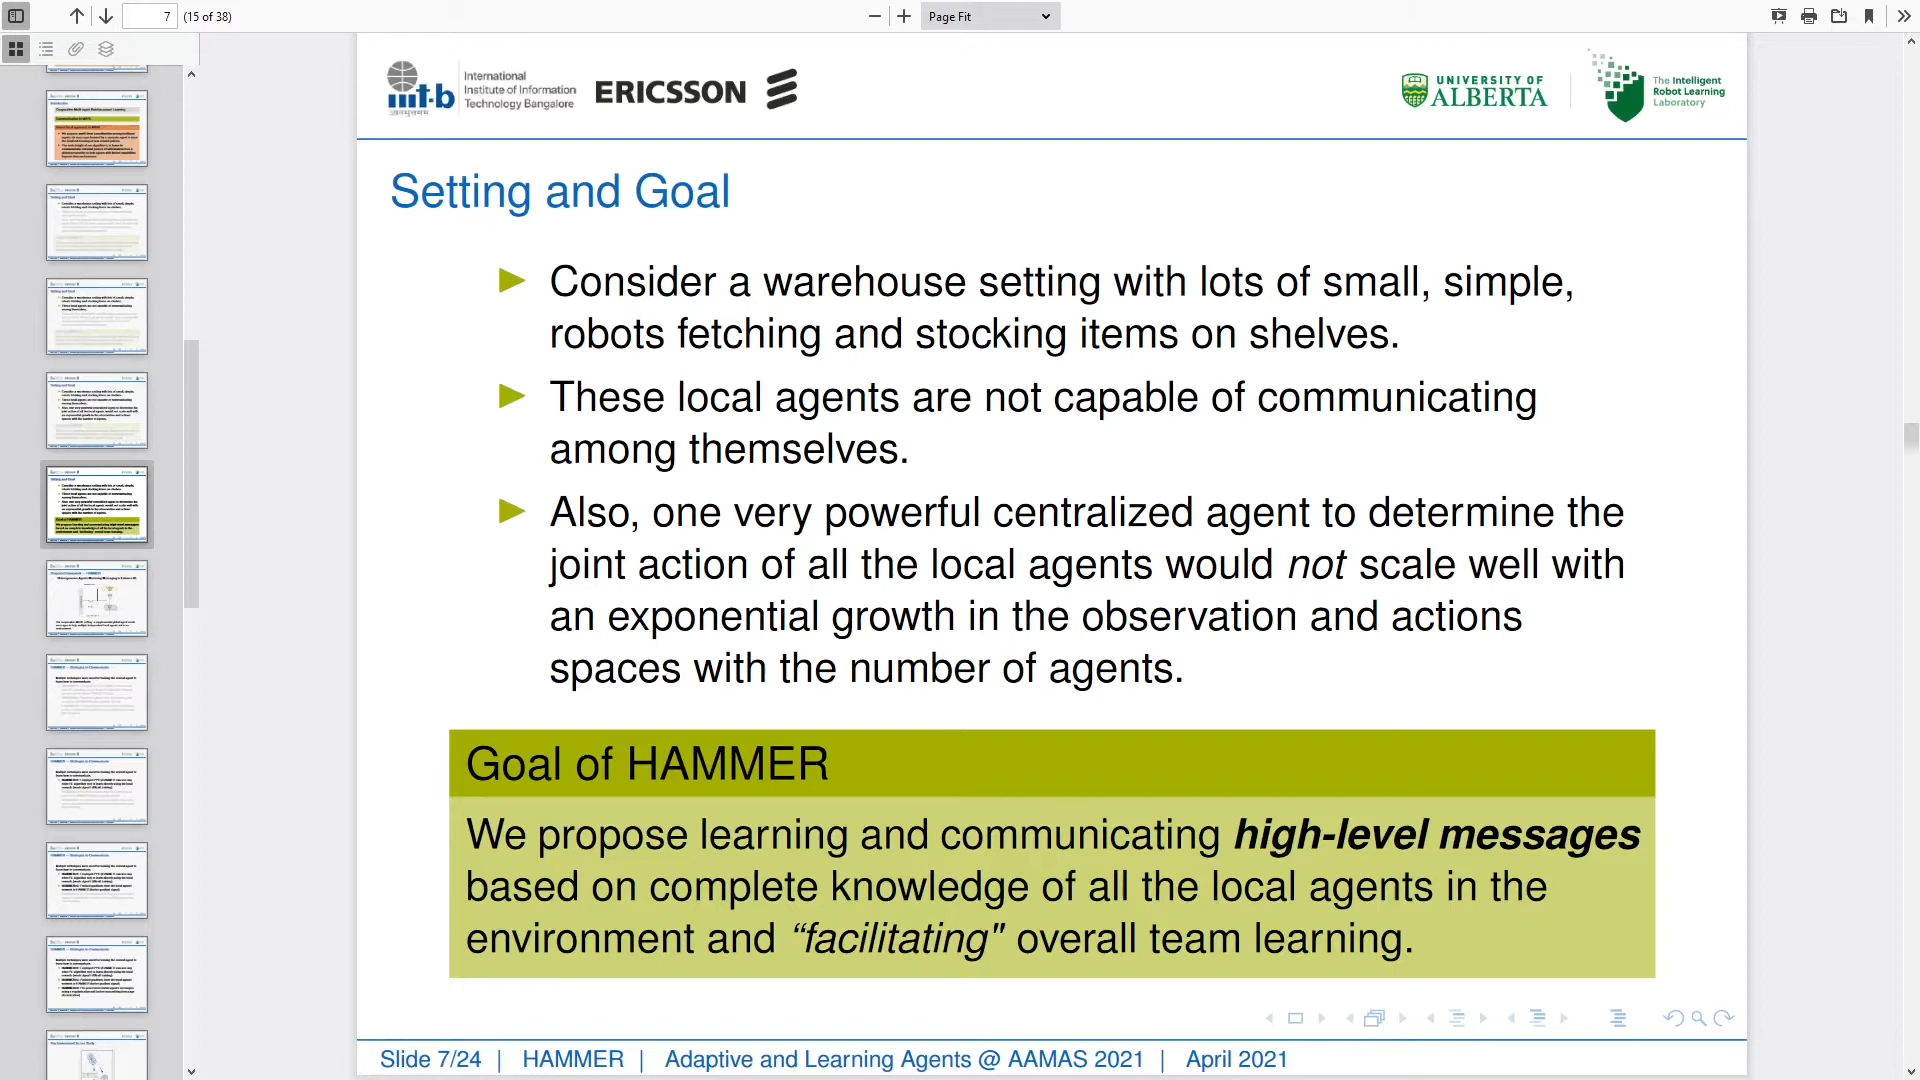 7
(15 of 38)
Page Fit
International
Institute of Information
Technology Bangalore
iiit-b
ERICSSON
UNIVERSITY OF
ALBERTA
The Intelligent
Robot Learning
Laboratory
Setting and Goal
Consider a warehouse setting with lots of small, simple,
robots fetching and stocking items on shelves.
These local agents are not capable of communicating
among themselves.
Also, one very powerful centralized agent to determine the
joint action of all the local agents would not scale well with
an exponential growth in the observation and actions
spaces with the number of agents.
Goal of HAMMER
We propose learning and communicating high-level messages
based on complete knowledge of all the local agents in the
environment and “facilitating" overall team learning.
Slide 7/24 | HAMMER | Adaptive and Learning Agents @ AAMAS 2021 | April 2021